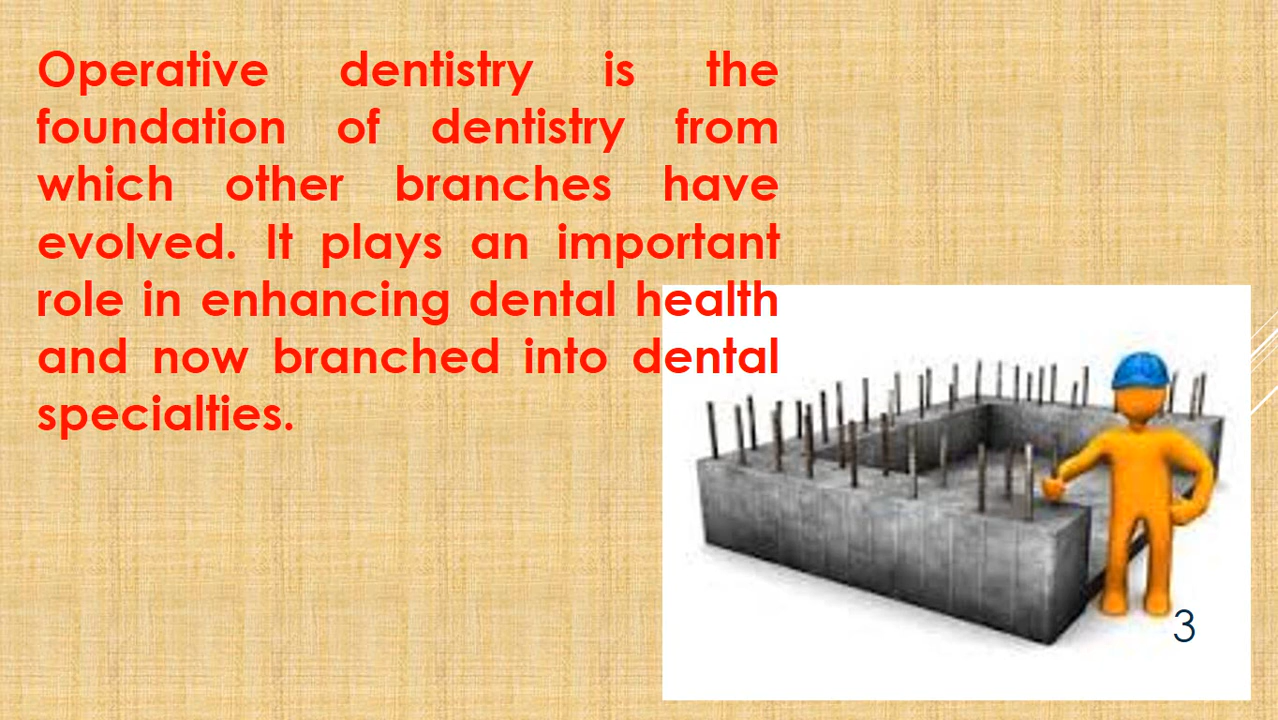 Operative dentistry is the
foundation of dentistry from
which other branches have
evolved. It plays an important
role in enhancing dental health
and now branched into dental
specialties.
3